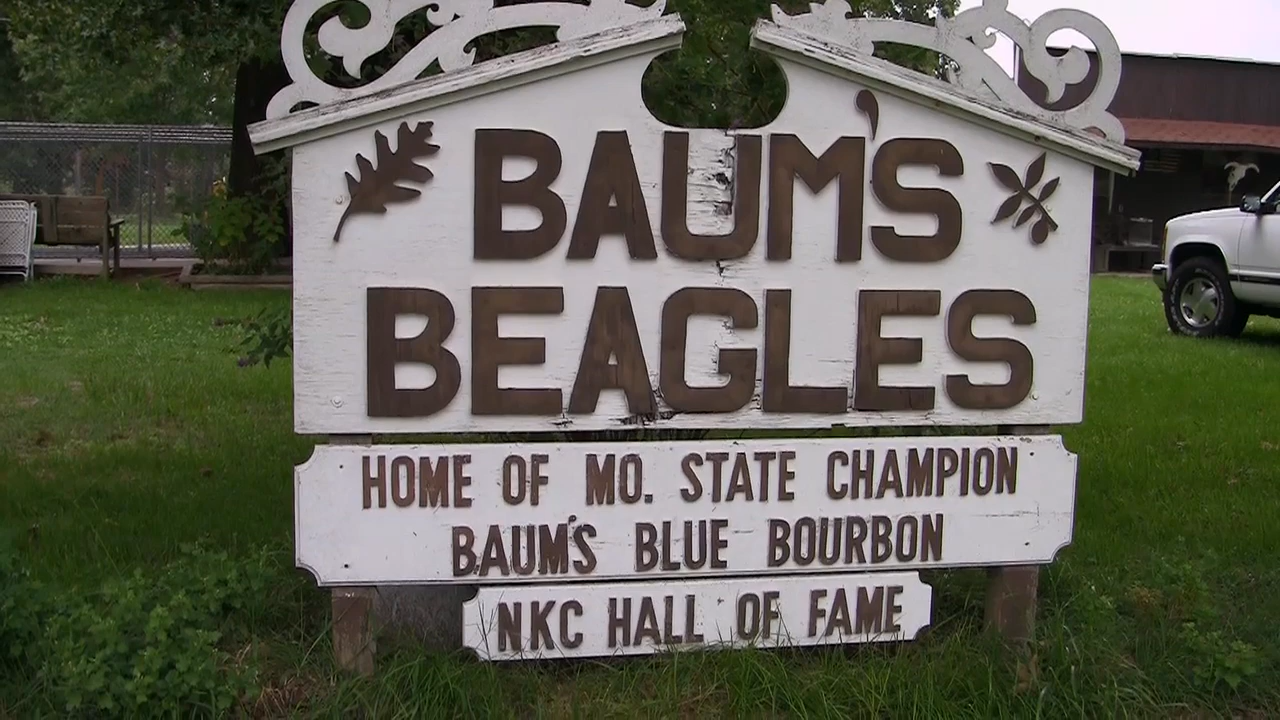 BAUM'S
BEAGLES
HOME OF MO. STATE CHAMPION
BAUM'S BLUE BOURBON
NKC HALL OF FAME